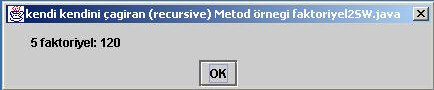 kendi kendini çagiran (recursive) Metod örnegi faktoriyel2SW.java
5 faktoriyel: 120
OK